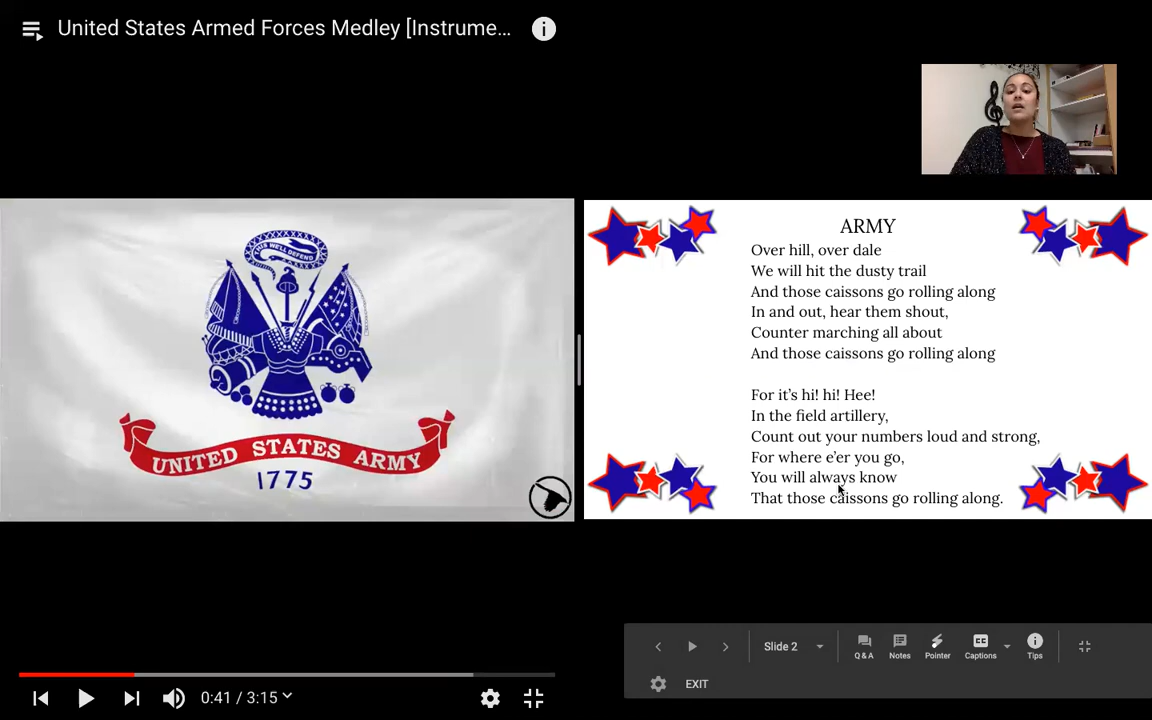 United States Armed Forces Medley [Instrume...
THIS WE'LL DEFEND
UNITED STATES ARMY
1775
ARMY
Over hill, over dale
We will hit the dusty trail
And those caissons go rolling along
In and out, hear them shout,
Counter marching all about
And those caissons go rolling along
For it's hi! hi! Hee!
In the field artillery,
Count out your numbers loud and strong,
For where e'er you go,
You will always know
That those caissons go rolling along.
0:41 / 3:15
Slide 2
Q & A
Notes
Pointer
CC
Captions
Tips
EXIT